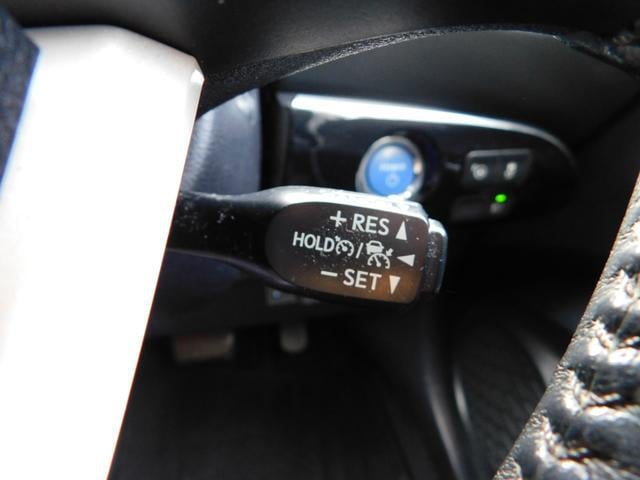 + RES
HOLD /
- SET